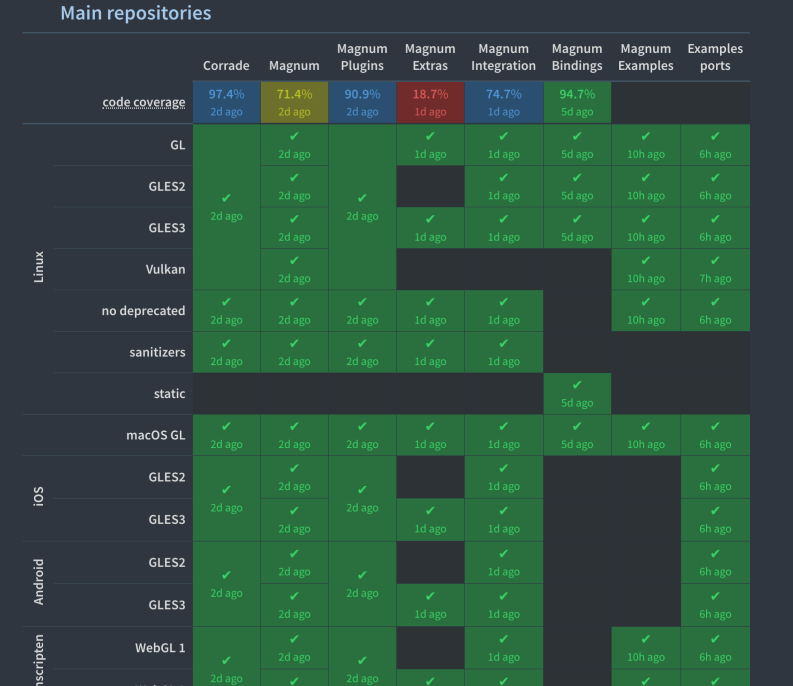 Main repositories
Corrade Magnum Magnum Plugins Magnum Extras Magnum Integration Magnum Bindings Magnum Examples Examples ports
code coverage 97.4% 71.4% 90.9% 18.7% 74.7% 94.7%
2d ago 2d ago 2d ago 1d ago 1d ago 5d ago
Linux
GL ✔ ✔ ✔ ✔ ✔ ✔
2d ago 1d ago 1d ago 5d ago 10h ago 6h ago
GLES2 ✔ ✔ ✔ ✔ ✔
2d ago 1d ago 5d ago 10h ago 6h ago
✔ ✔
2d ago 2d ago
GLES3 ✔ ✔ ✔ ✔ ✔ ✔
2d ago 1d ago 1d ago 5d ago 10h ago 6h ago
Vulkan ✔ ✔ ✔
2d ago 10h ago 7h ago
no deprecated ✔ ✔ ✔ ✔ ✔ ✔ ✔
2d ago 2d ago 2d ago 1d ago 1d ago 10h ago 6h ago
sanitizers ✔ ✔ ✔ ✔ ✔
2d ago 2d ago 2d ago 1d ago 1d ago
static ✔
5d ago
macOS GL ✔ ✔ ✔ ✔ ✔ ✔ ✔ ✔
2d ago 2d ago 2d ago 1d ago 1d ago 5d ago 10h ago 6h ago
iOS
GLES2 ✔ ✔ ✔
2d ago 1d ago 6h ago
✔ ✔
2d ago 2d ago
GLES3 ✔ ✔ ✔ ✔
2d ago 1d ago 1d ago 6h ago
Android
GLES2 ✔ ✔ ✔
2d ago 1d ago 6h ago
✔ ✔
2d ago 2d ago
GLES3 ✔ ✔ ✔ ✔
2d ago 1d ago 1d ago 6h ago
nscripten
WebGL 1 ✔ ✔ ✔ ✔
2d ago 1d ago 10h ago 6h ago
✔ ✔
2d ago 2d ago
✔ ✔ ✔ ✔ ✔